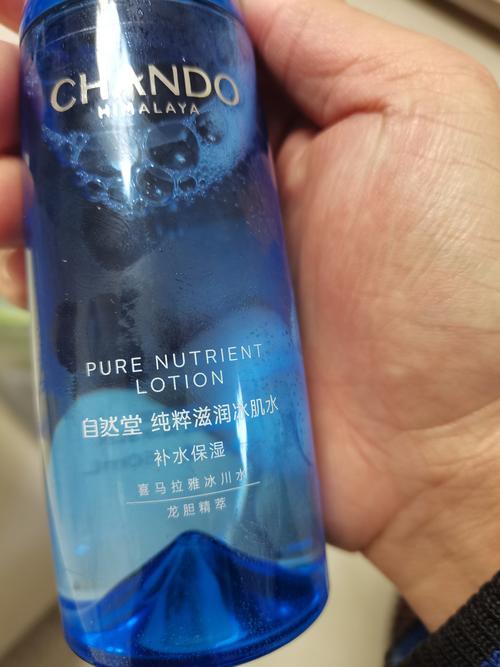 CHANDO
HIMALAYA
PURE NUTRIENT
LOTION
自然堂 纯粹滋润冰肌水
补水保湿
喜马拉雅冰川水
龙胆精萃